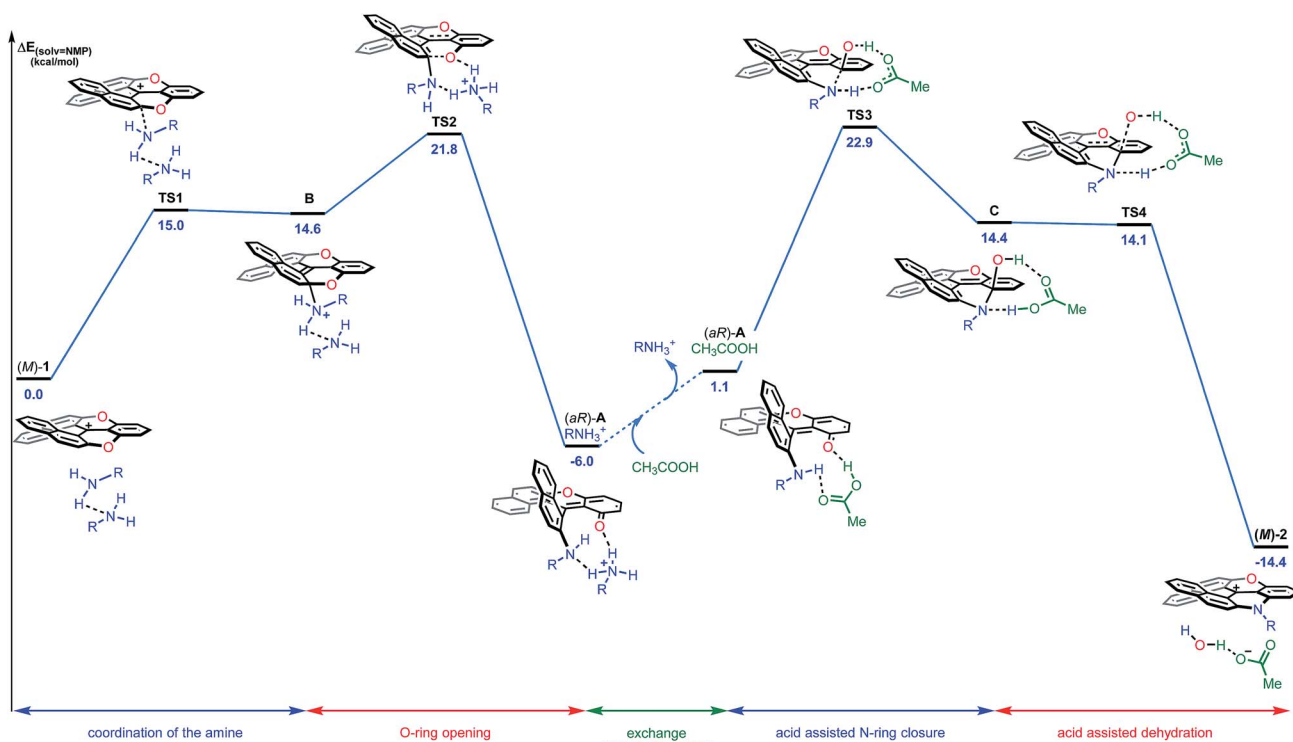 ΔE(solv=NMP)
(kcal/mol)
(M)-1
0.0
TS1
15.0
B
14.6
TS2
21.8
(aR)-A
RNH3+
-6.0
CH3COOH
RNH3+
(aR)-A
CH3COOH
1.1
TS3
22.9
C
14.4
TS4
14.1
(M)-2
-14.4
coordination of the amine
O-ring opening
exchange
acid assisted N-ring closure
acid assisted dehydration